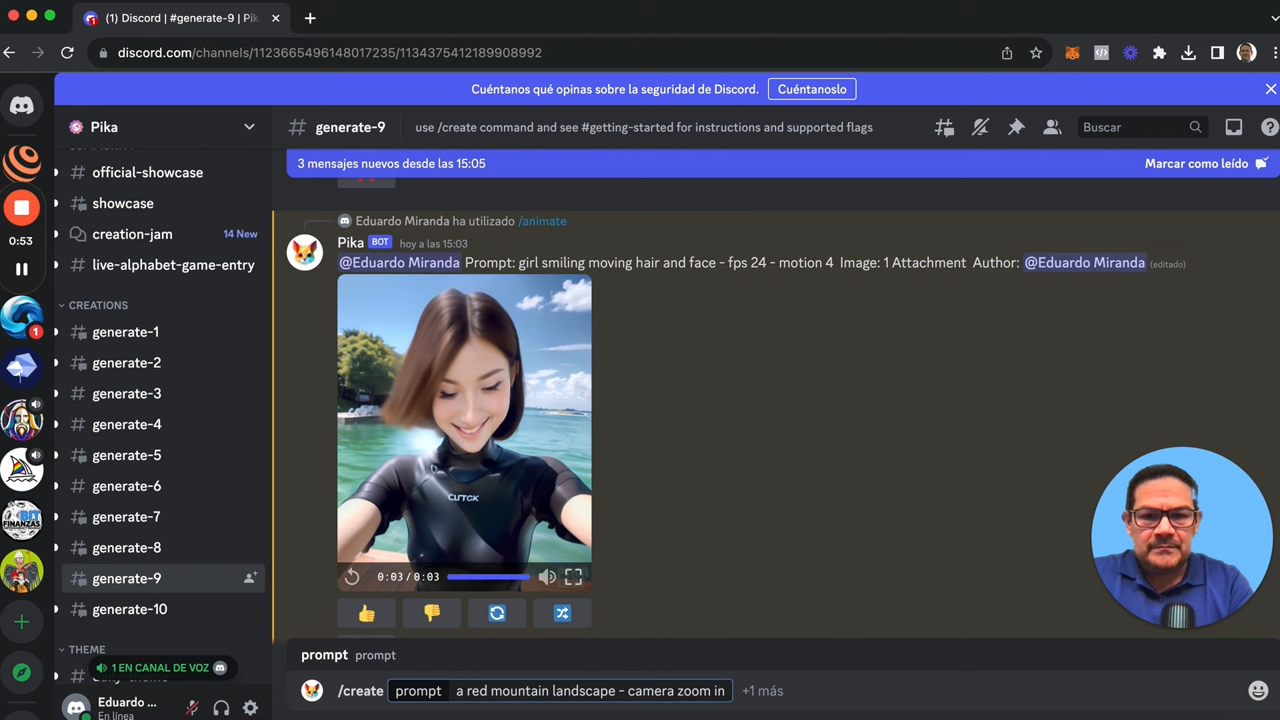 (1) Discord | #generate-9 | Pik
discord.com/channels/1123665496148017235/1134375412189908992
Cuéntanos qué opinas sobre la seguridad de Discord. Cuéntanoslo
Pika
generate-9 use /create command and see #getting-started for instructions and supported flags
Buscar
3 mensajes nuevos desde las 15:05 Marcar como leído
official-showcase
showcase
creation-jam 14 New
live-alphabet-game-entry
CREATIONS
generate-1
generate-2
generate-3
generate-4
generate-5
generate-6
generate-7
generate-8
generate-9
generate-10
THEME
1 EN CANAL DE VOZ
Eduardo ...
En línea
0:53
1
BIT
FINANZAS
Eduardo Miranda ha utilizado /animate
Pika BOT hoy a las 15:03
@Eduardo Miranda Prompt: girl smiling moving hair and face - fps 24 - motion 4 Image: 1 Attachment Author: @Eduardo Miranda (editado)
CUTCK
0:03/0:03
prompt prompt
/create prompt a red mountain landscape - camera zoom in +1 más